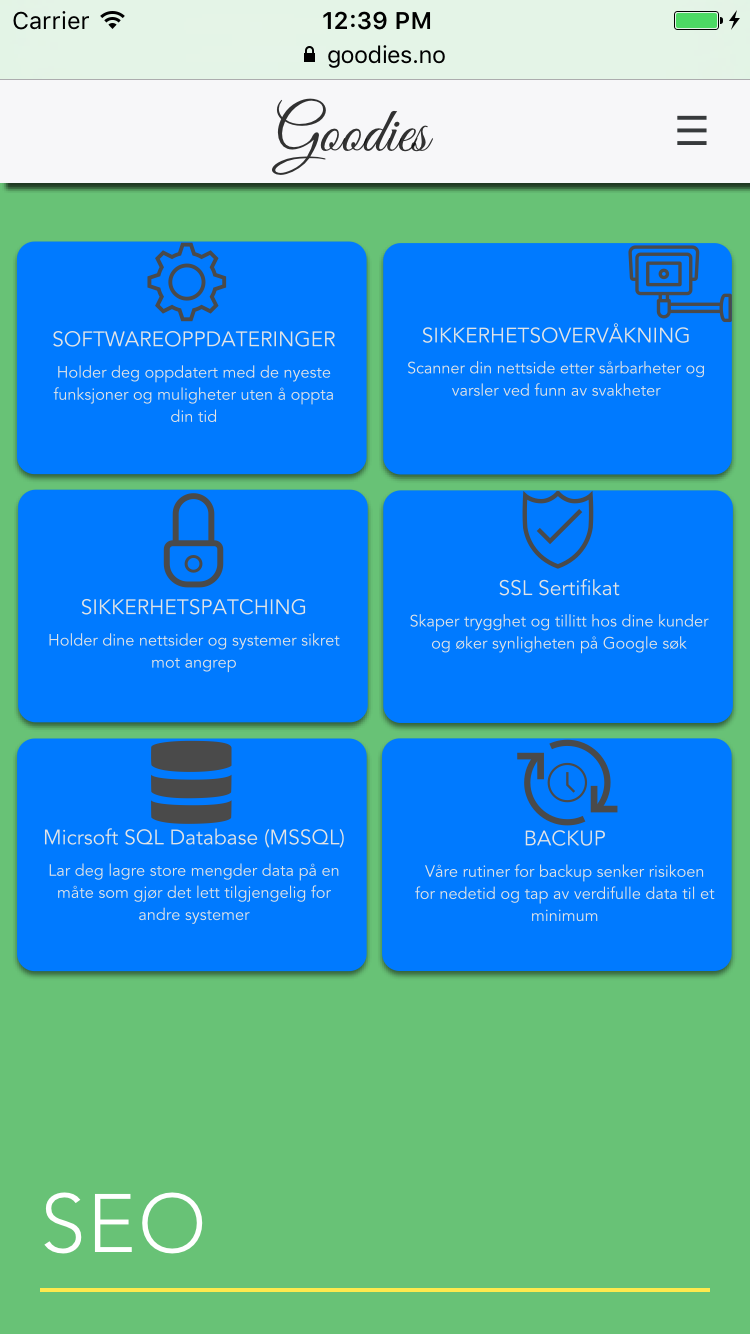 Carrier 12:39 PM
goodies.no
Goodies
☰
SOFTWAREOPPDATERINGER
Holder deg oppdatert med de nyeste
funksjoner og muligheter uten å oppta
din tid
SIKKERHETSOVERVÅKNING
Scanner din nettside etter sårbarheter og
varsler ved funn av svakheter
SIKKERHETSPATCHING
Holder dine nettsider og systemer sikret
mot angrep
SSL Sertifikat
Skaper trygghet og tillitt hos dine kunder
og øker synligheten på Google søk
Micrsoft SQL Database (MSSQL)
Lar deg lagre store mengder data på en
måte som gjør det lett tilgjengelig for
andre systemer
BACKUP
Våre rutiner for backup senker risikoen
for nedetid og tap av verdifulle data til et
minimum
SEO